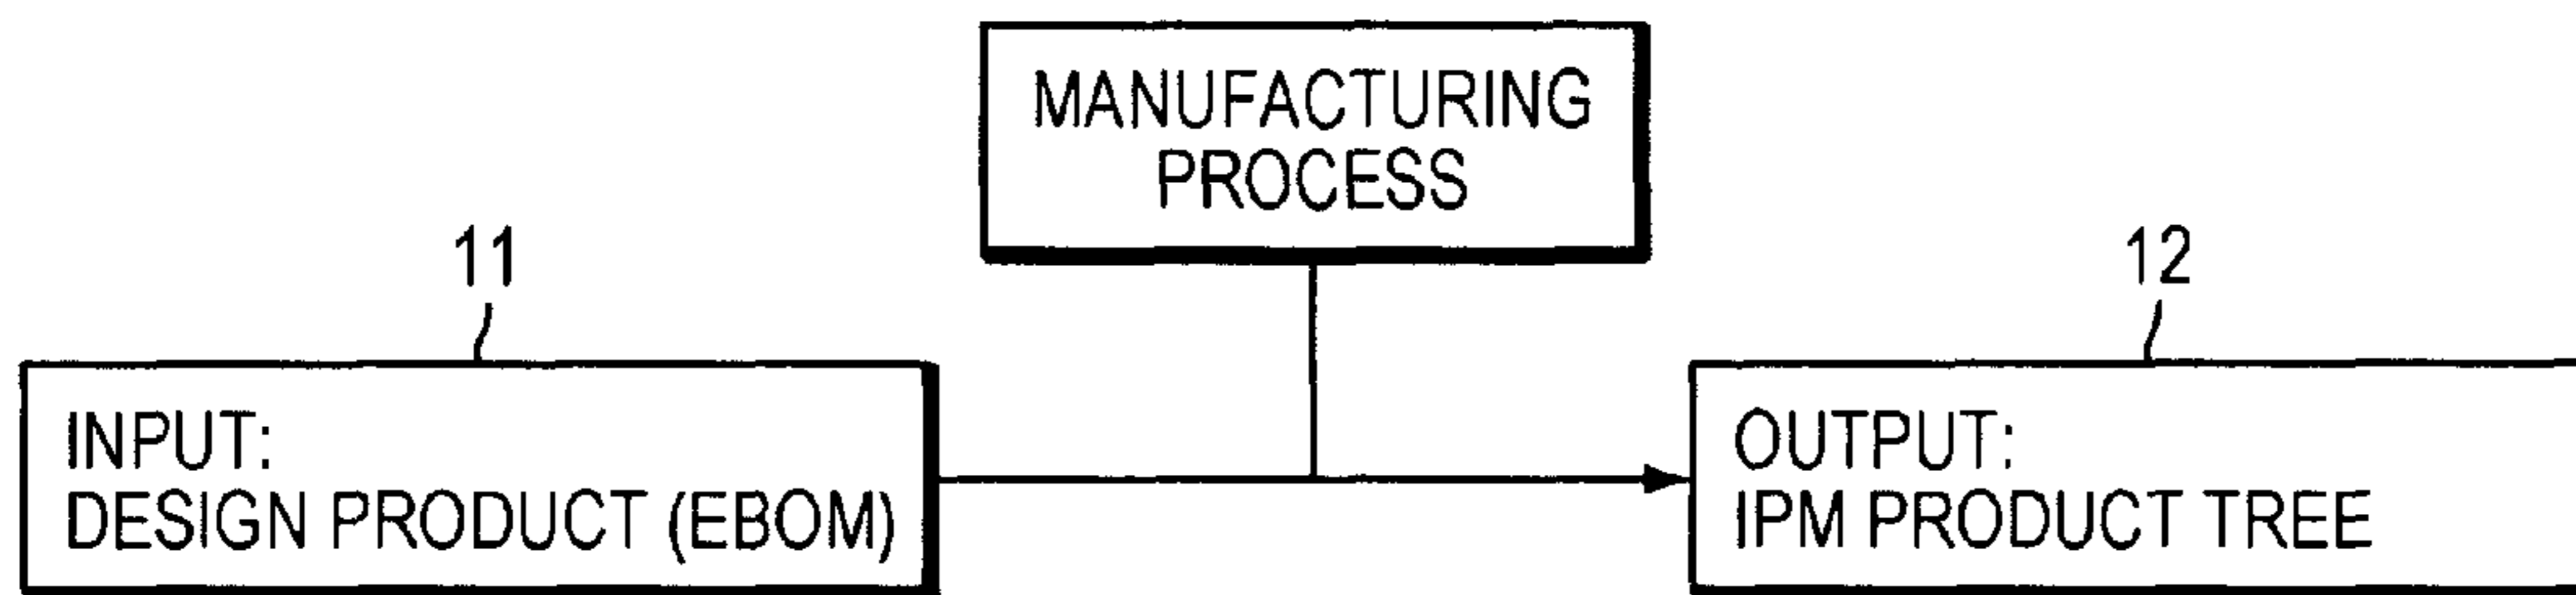 MANUFACTURING
PROCESS
11
12
INPUT:
DESIGN PRODUCT (EBOM)
OUTPUT:
IPM PRODUCT TREE